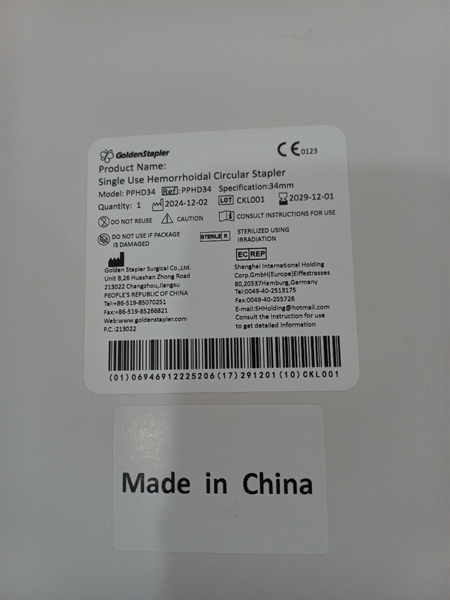 GoldenStapler
CE 0123
Product Name:
Single Use Hemorrhoidal Circular Stapler
Model: PPHD34 Ref: PPHD34 Specification:34mm
Quantity: 1 2024-12-02 LOT CKL001 2029-12-01
DO NOT REUSE CAUTION CONSULT INSTRUCTIONS FOR USE
DO NOT USE IF PACKAGE
IS DAMAGED
STERILE R STERILIZED USING
IRRADIATION
Golden Stapler Surgical Co.,Ltd.
Unit B,26 Huashan Zhong Road
213022 Changzhou,Jiangsu
PEOPLE'S REPUBLIC OF CHINA
Tel:+86-519-85070251
Fax:+86-519-85266821
Web:www.goldenstapler.com
P.C.:213022
EC REP
Shanghai International Holding
Corp.GmbH(Europe)Eiffestrasses
80,20537Hamburg,Germany
Tel:0049-40-2513175
Fax:0049-40-255726
E-mail:SHHolding@hotmail.com
Consult the instruction for use
to get detailed information
(01)06946912225206(17)291201(10)CKL001
Made in China